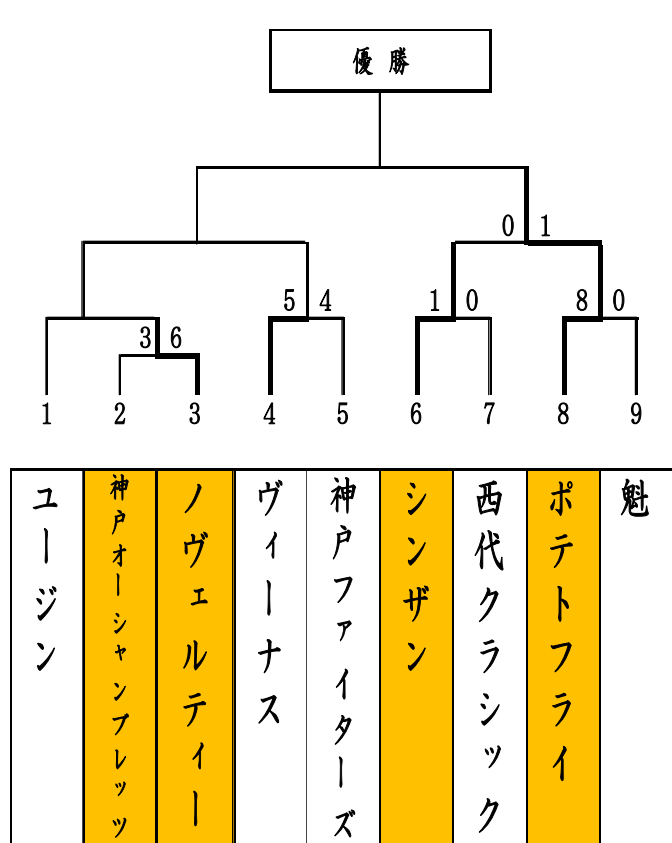 優勝
0 1
5 4
1 0
8 0
3 6
1 2 3 4 5 6 7 8 9
ユージン
神戸オーシャンブレッツ
ノヴェルティー
ヴィーナス
神戸ファイターズ
シンザン
西代クラシック
ポテトフライ
魁